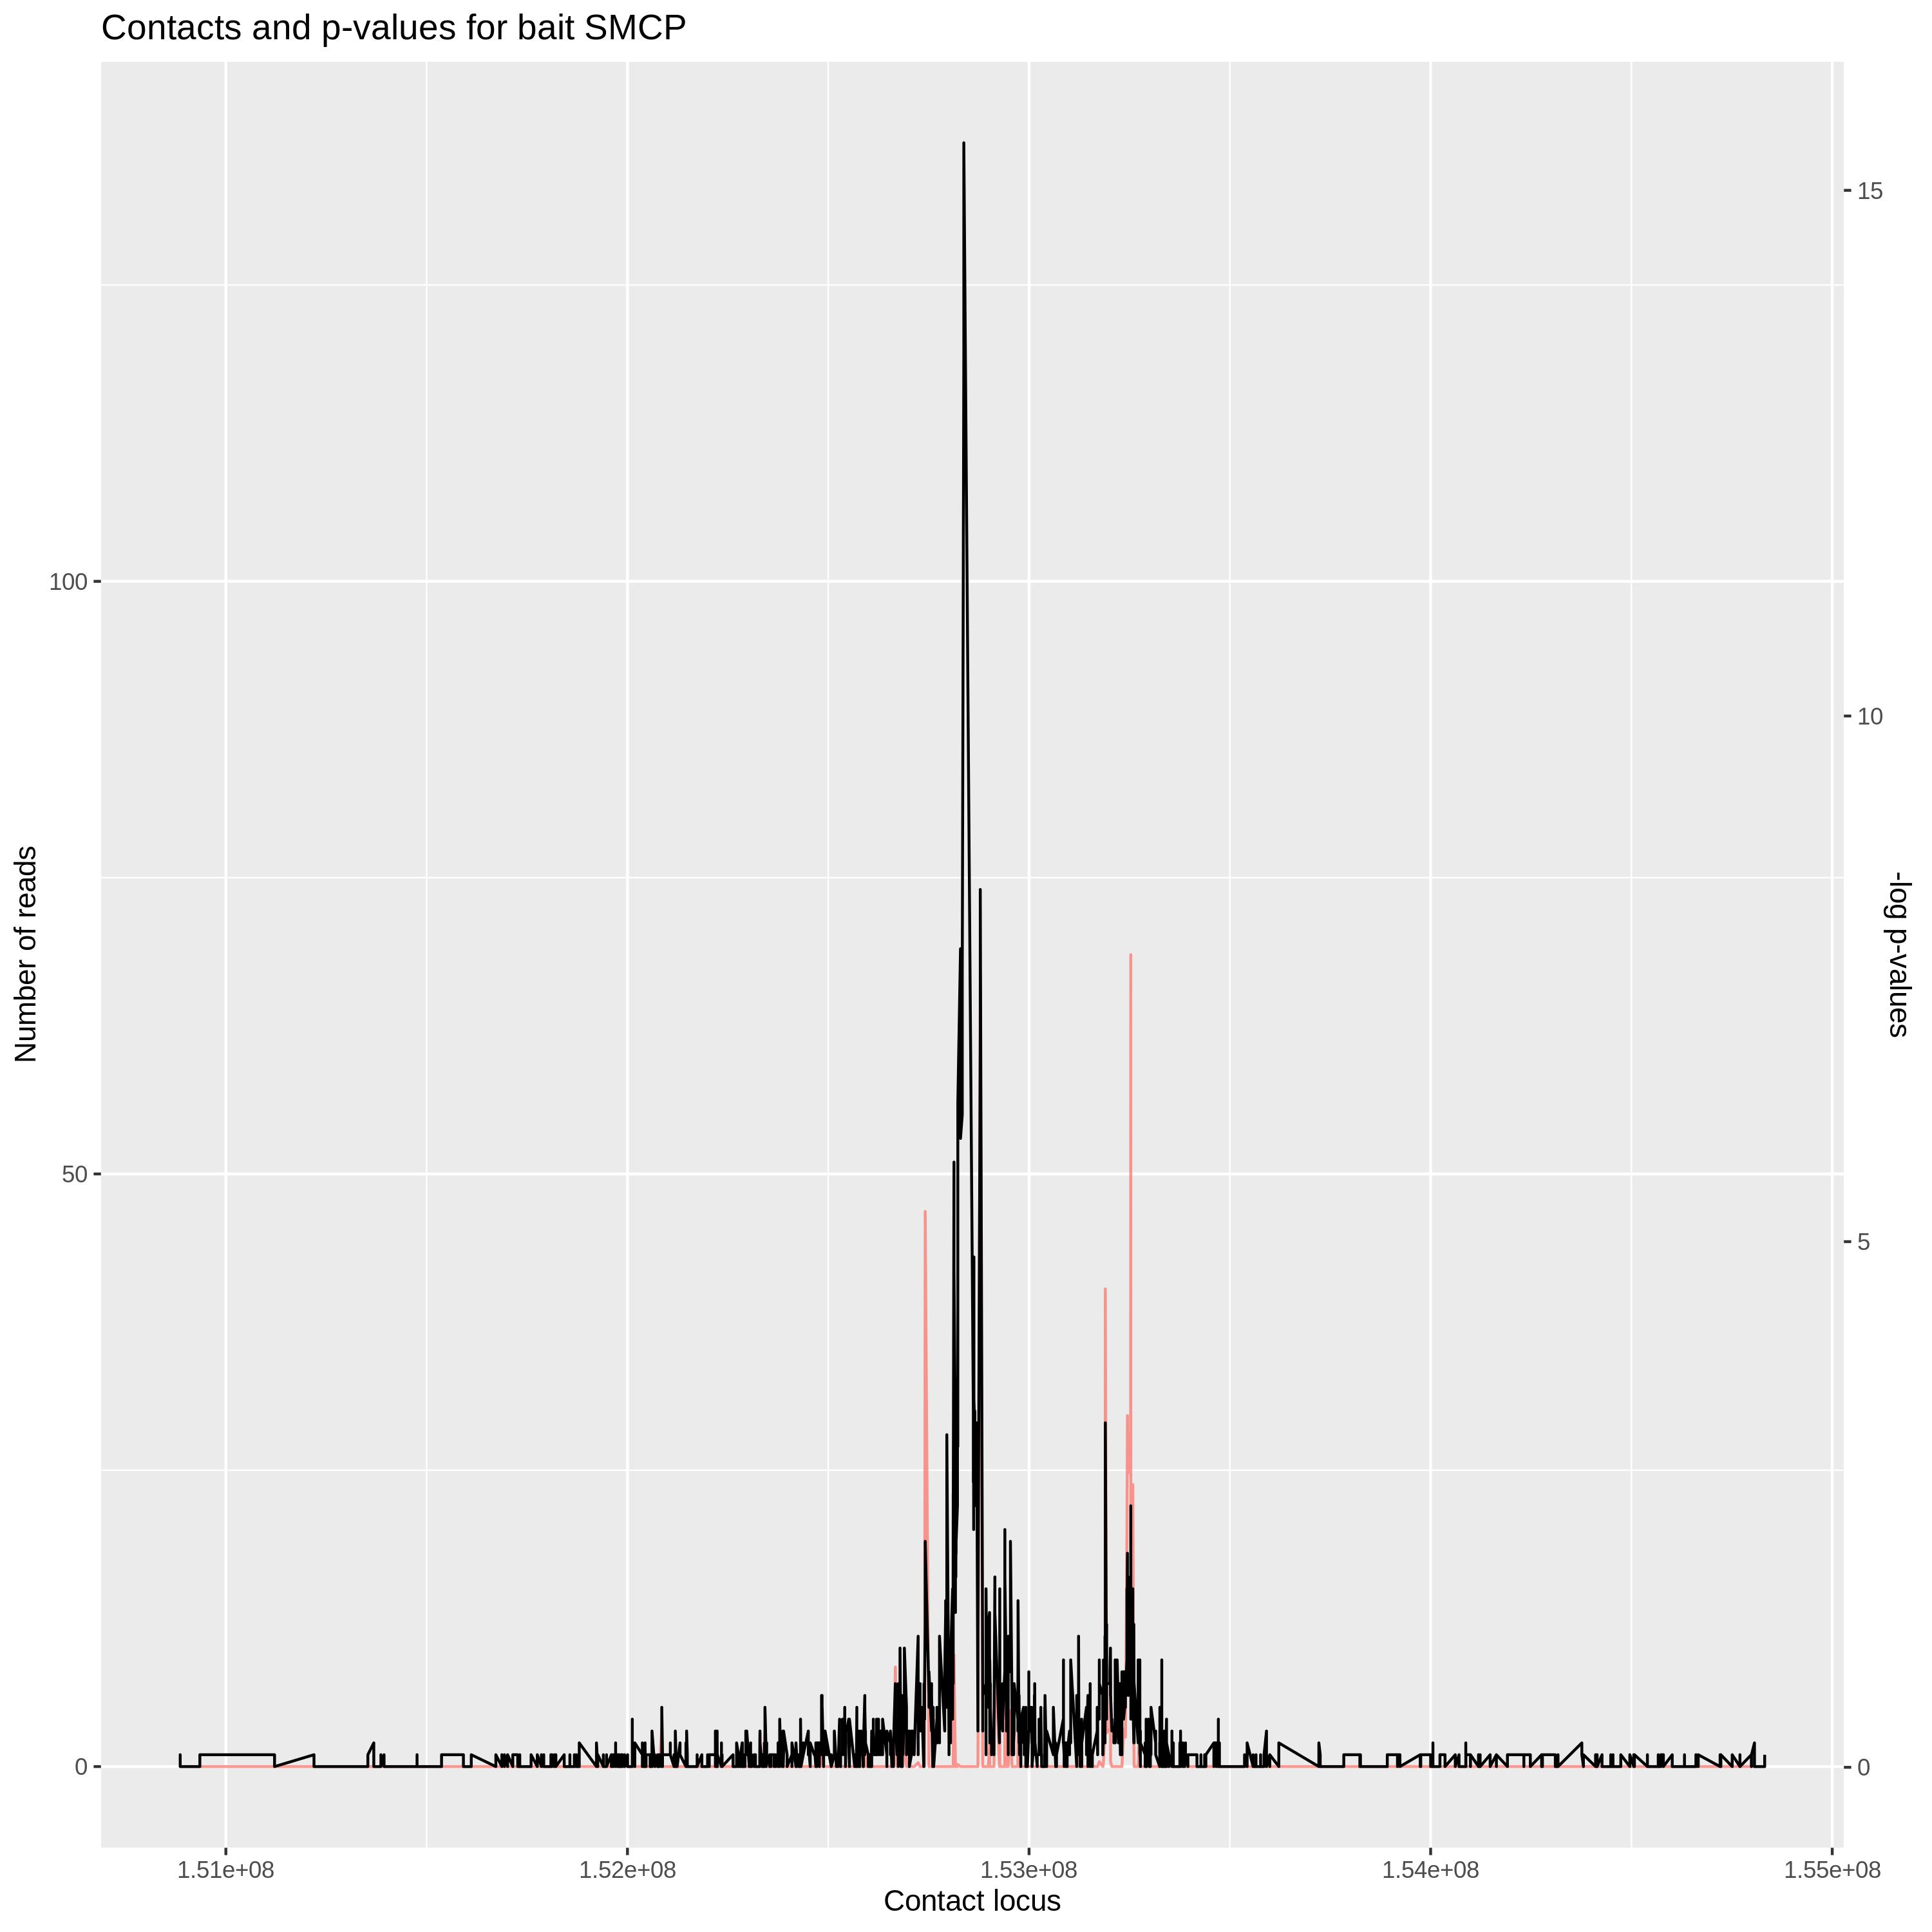 Contacts and p-values for bait SMCP
Number of reads
100
50
0
15
10
5
0
-log p-values
1.51e+08
1.52e+08
1.53e+08
1.54e+08
1.55e+08
Contact locus